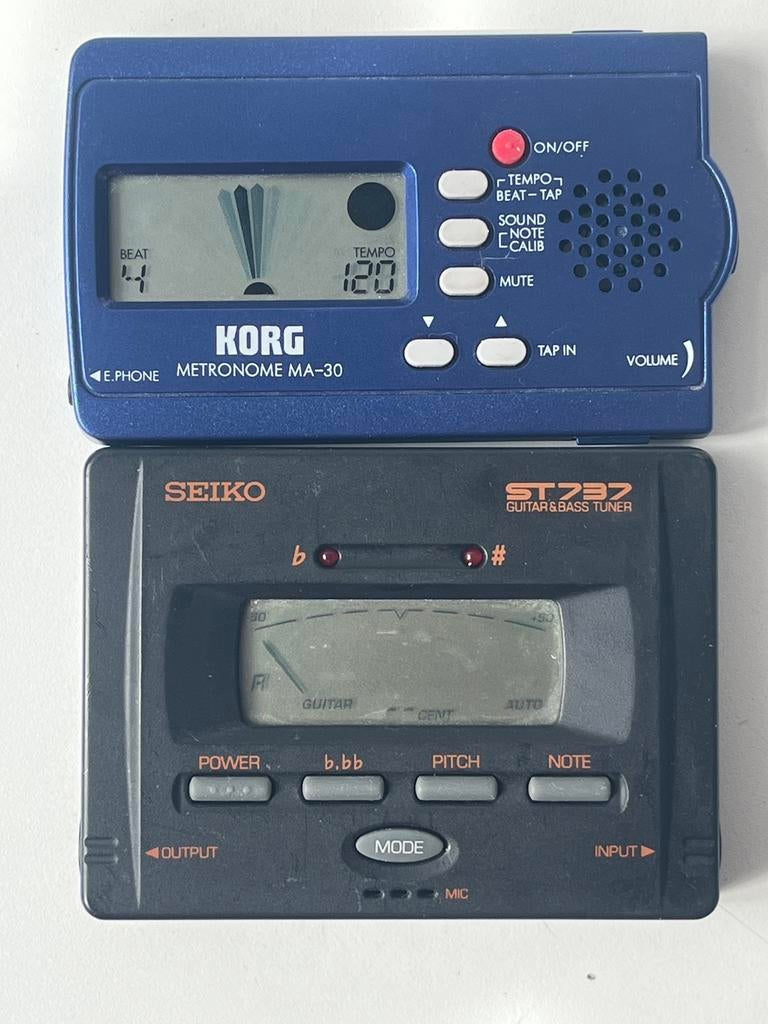 ON/OFF
TEMPO
BEAT–TAP
SOUND
NOTE
CALIB
MUTE
BEAT
4
TEMPO
120
▼ ▲
TAP IN
KORG
METRONOME MA-30
◀E.PHONE
VOLUME
SEIKO
ST737
GUITAR&BASS TUNER
♭ #
50 +50
GUITAR
CENT
AUTO
POWER
♭.♭♭
PITCH
NOTE
◀OUTPUT
MODE
INPUT▶
MIC